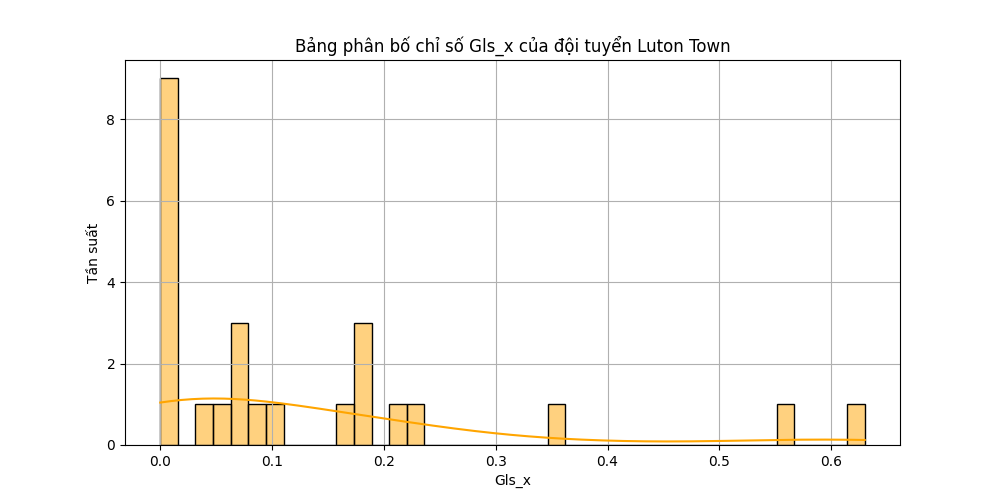 Bảng phân bố chỉ số Gls_x của đội tuyển Luton Town
Tần suất
8
6
4
2
0
0.0 0.1 0.2 0.3 0.4 0.5 0.6
Gls_x